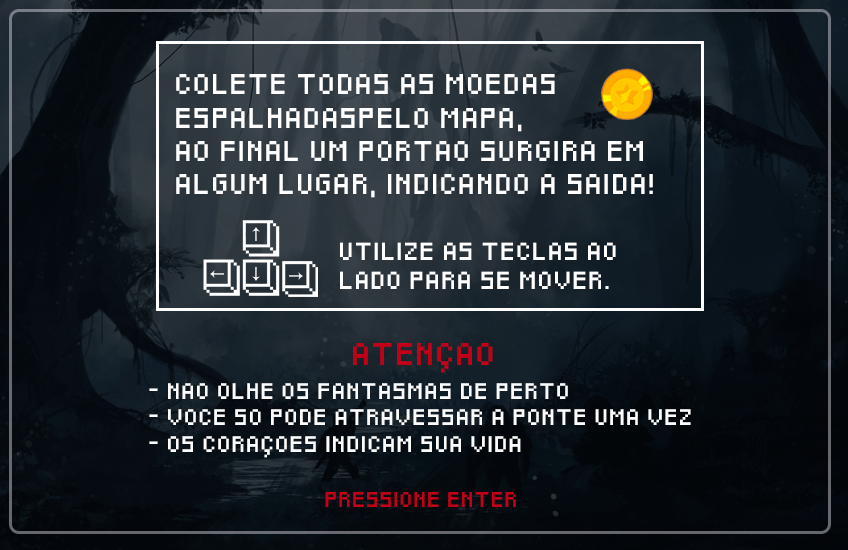 COLETE TODAS AS MOEDAS
ESPALHADASPELO MAPA,
AO FINAL UM PORTAO SURGIRA EM
ALGUM LUGAR, INDICANDO A SAIDA!
↑
← ↓ →
UTILIZE AS TECLAS AO
LADO PARA SE MOVER.
ATENÇAO
- NAO OLHE OS FANTASMAS DE PERTO
- VOCE SO PODE ATRAVESSAR A PONTE UMA VEZ
- OS CORAÇOES INDICAM SUA VIDA
PRESSIONE ENTER